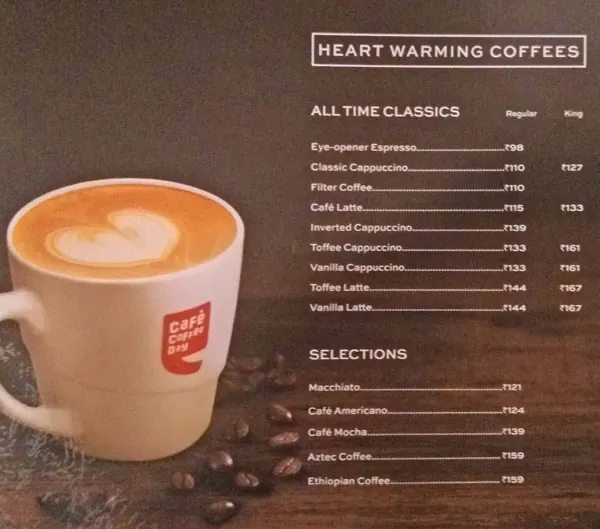 HEART WARMING COFFEES
ALL TIME CLASSICS Regular King
Eye-opener Espresso ₹98
Classic Cappuccino ₹110 ₹127
Filter Coffee ₹110
Café Latte ₹115 ₹133
Inverted Cappuccino ₹139
Toffee Cappuccino ₹133 ₹161
Vanilla Cappuccino ₹133 ₹161
Toffee Latte ₹144 ₹167
Vanilla Latte ₹144 ₹167
SELECTIONS
Macchiato ₹121
Café Americano ₹124
Café Mocha ₹139
Aztec Coffee ₹159
Ethiopian Coffee ₹159
Café
Coffee
Day